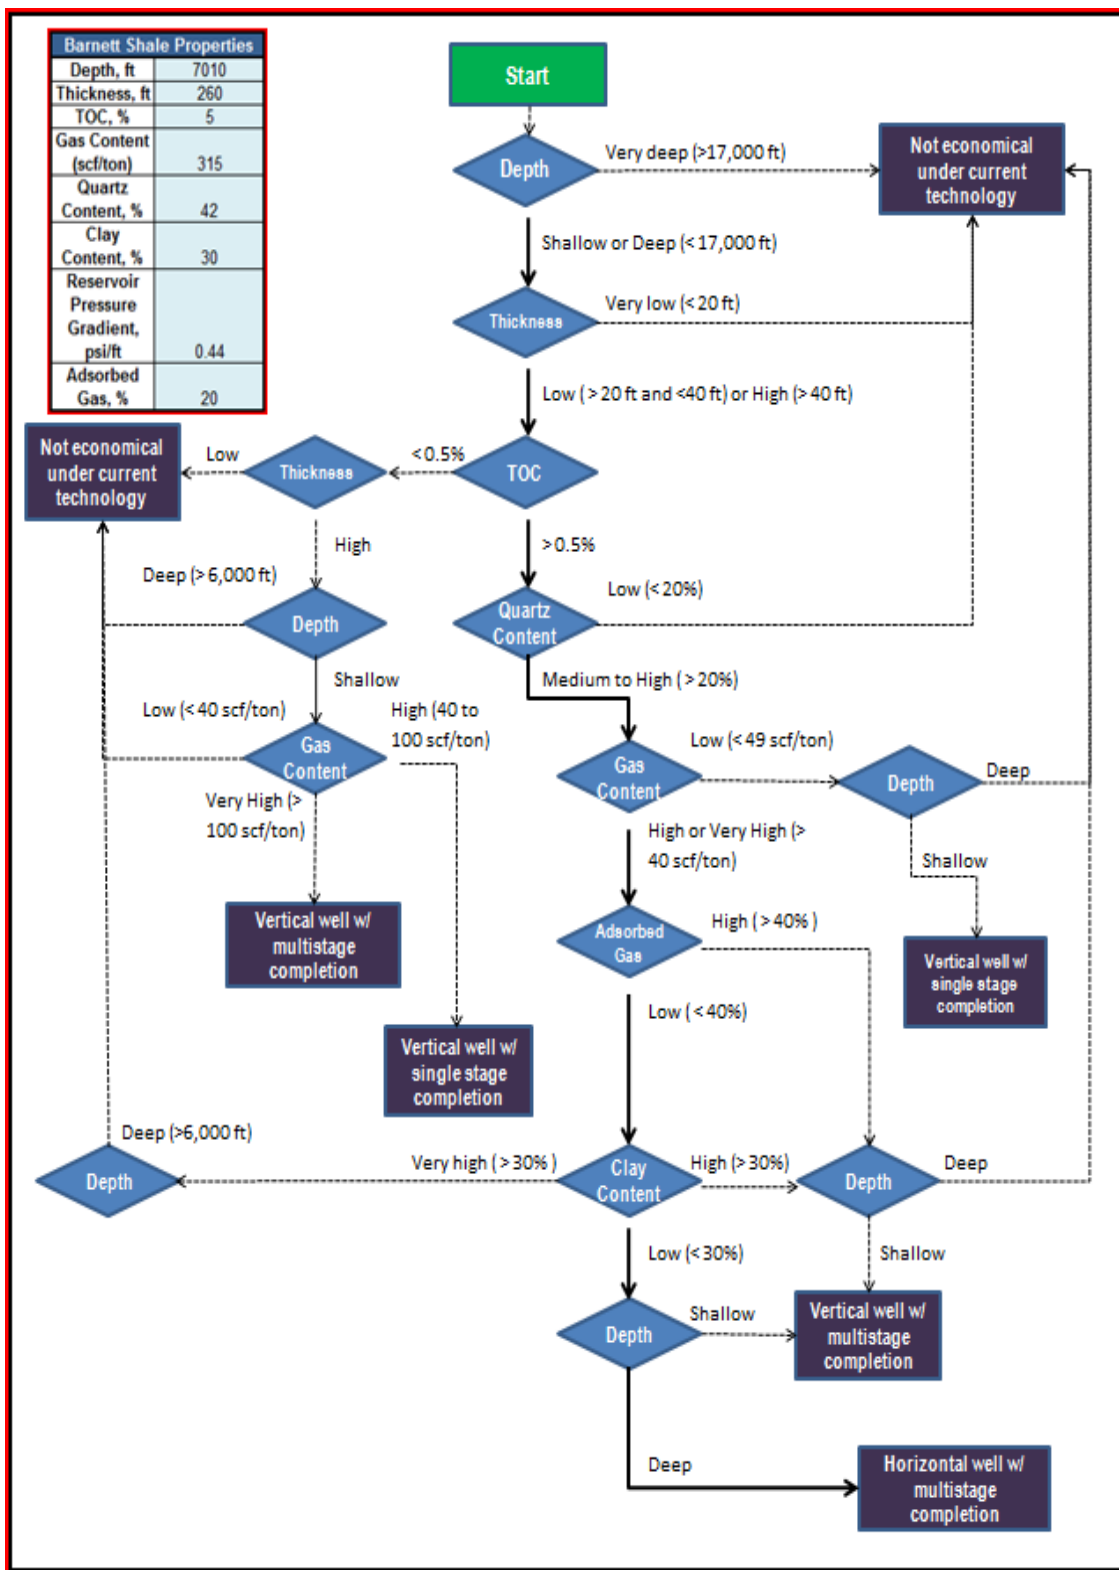 Barnett Shale Properties
Depth, ft 7010
Thickness, ft 260
TOC, % 5
Gas Content
(scf/ton) 315
Quartz
Content, % 42
Clay
Content, % 30
Reservoir
Pressure
Gradient,
psi/ft 0.44
Adsorbed
Gas, % 20
Start
Depth
Very deep (>17,000 ft)
Not economical
under current
technology
Shallow or Deep (< 17,000 ft)
Thickness
Very low (< 20 ft)
Low ( > 20 ft and <40 ft) or High (> 40 ft)
Not economical
under current
technology
Low
Thickness
< 0.5%
TOC
High
> 0.5%
Deep (> 6,000 ft)
Depth
Quartz
Content
Low (< 20%)
Shallow
Medium to High ( > 20%)
Low (< 40 scf/ton)
High (40 to
100 scf/ton)
Gas
Content
Low ( < 49 scf/ton)
Gas
Content
Depth
Deep
Very High (>
100 scf/ton)
High or Very High (>
40 scf/ton)
Shallow
Vertical well w/
multistage
completion
Adsorbed
Gas
High ( > 40% )
Vertical well w/
single stage
completion
Low ( < 40%)
Vertical well w/
single stage
completion
Deep (>6,000 ft)
Depth
Very high ( > 30% )
Clay
Content
High (> 30%)
Depth
Deep
Low (< 30%)
Shallow
Depth
Shallow
Vertical well w/
multistage
completion
Deep
Horizontal well w/
multistage
completion